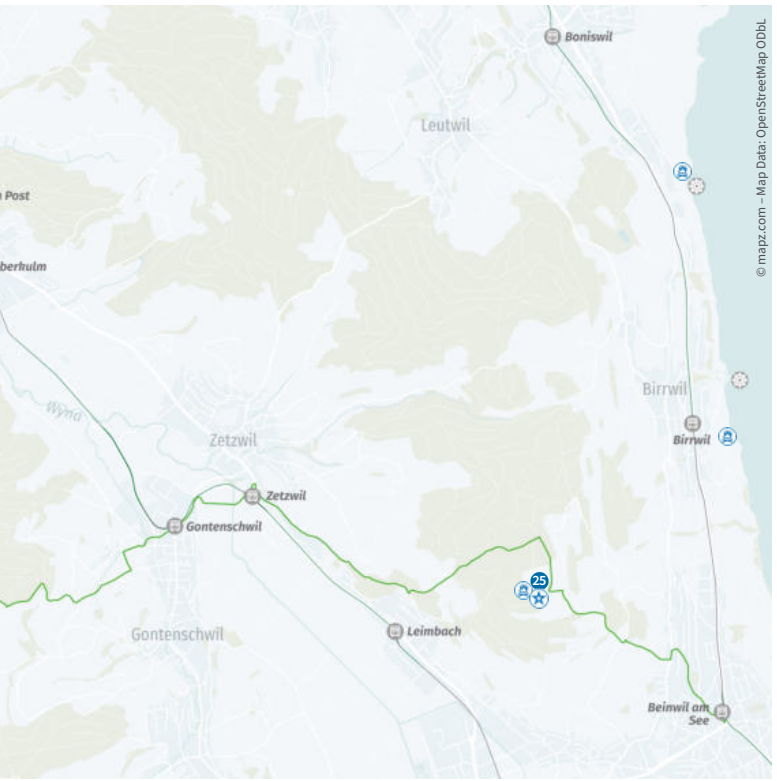 Boniswil
© mapz.com – Map Data: OpenStreetMap ODbL
Leutwil
Post
berkulm
Birrwil
Wyna
Birrwil
Zetzwil
Zetzwil
Gontenschwil
25
Leimbach
Gontenschwil
Beinwil am
See